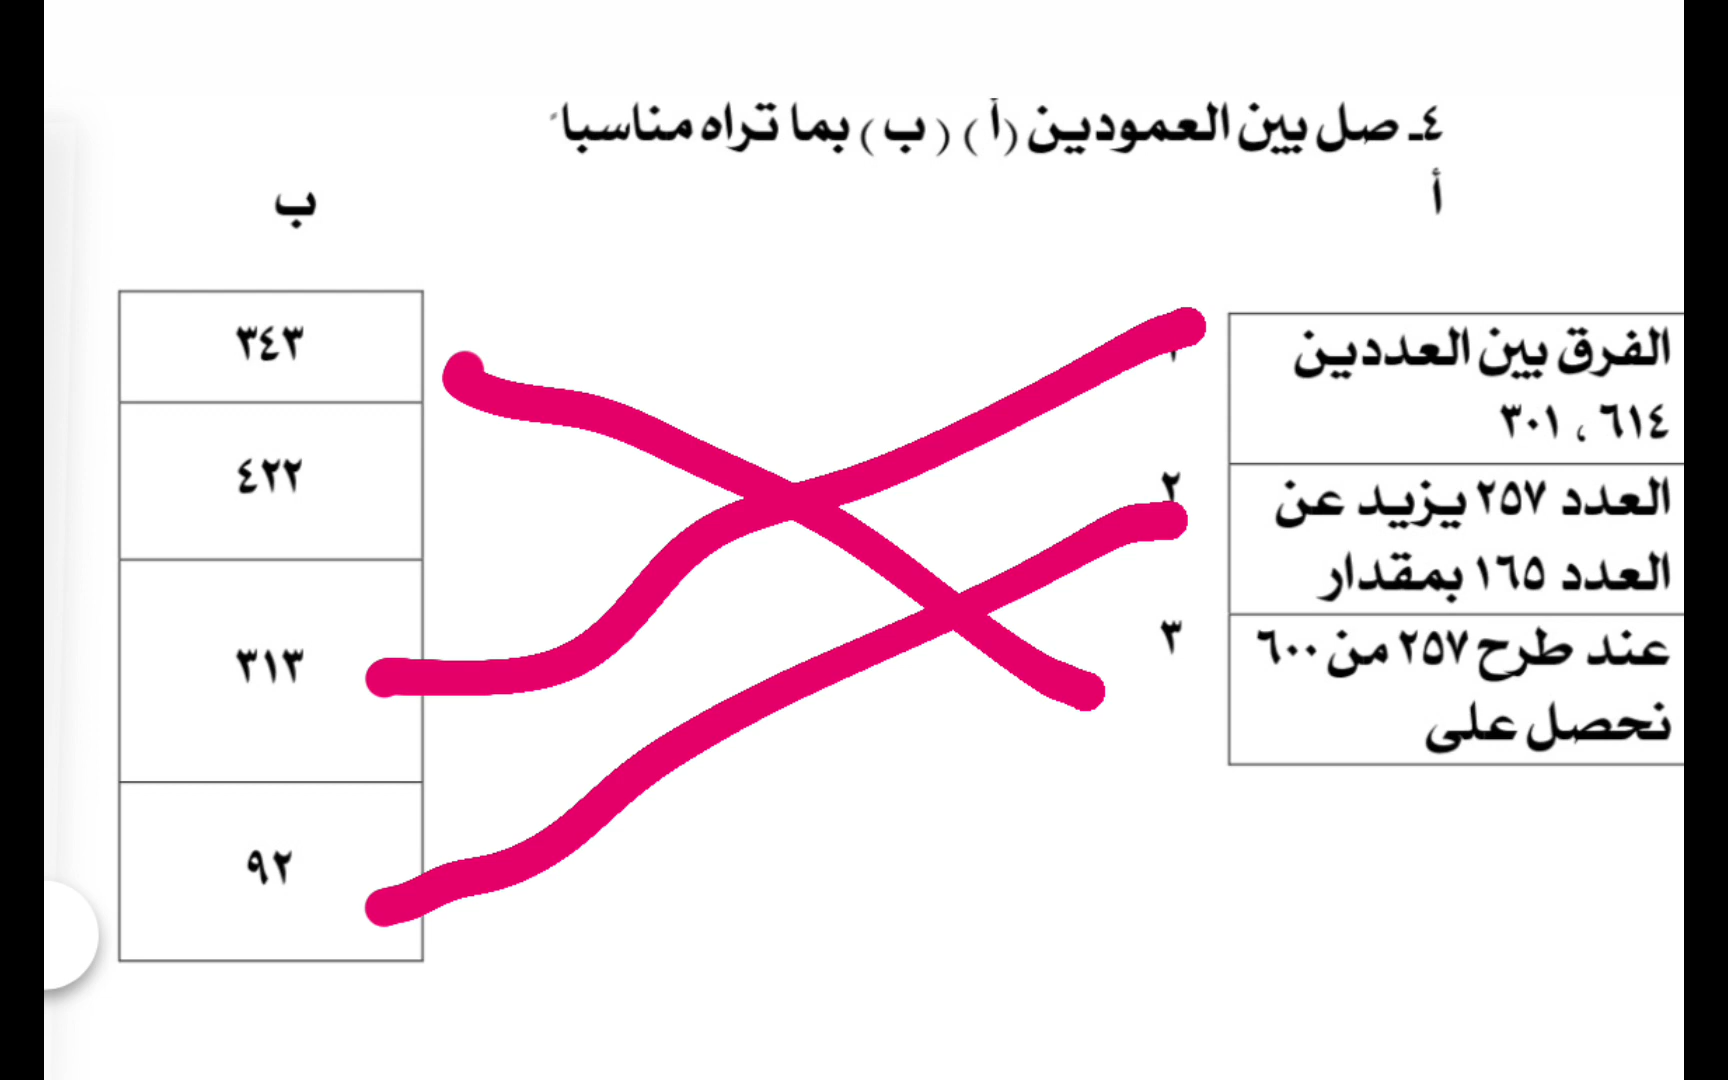 ٤ـ صل بين العمودين (أ) (ب) بما تراه مناسباً
أ
ب
١
الفرق بين العددين
٦١٤ ، ٣٠١
٢
العدد ٢٥٧ يزيد عن
العدد ١٦٥ بمقدار
٣
عند طرح ٢٥٧ من ٦٠٠
نحصل على
٣٤٣
٤٢٢
٣١٣
٩٢